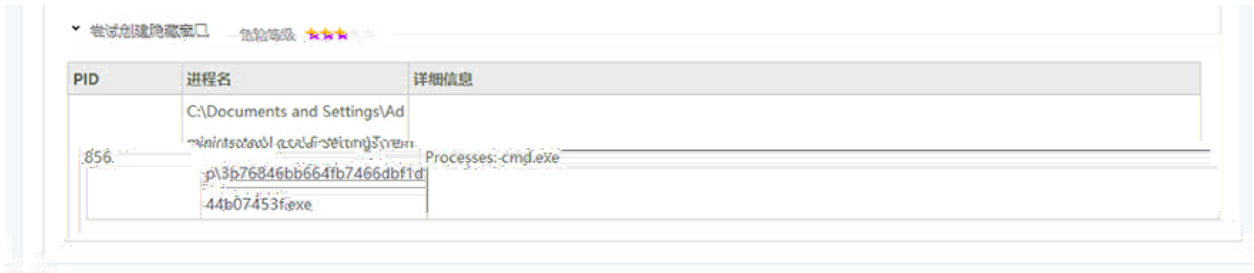 尝试创建隐藏窗口 危险等级
PID 进程名 详细信息
C:\Documents and Settings\Ad
856 Processes: cmd.exe
p\3b76846bb664fb7466dbf1d
44b07453f.exe